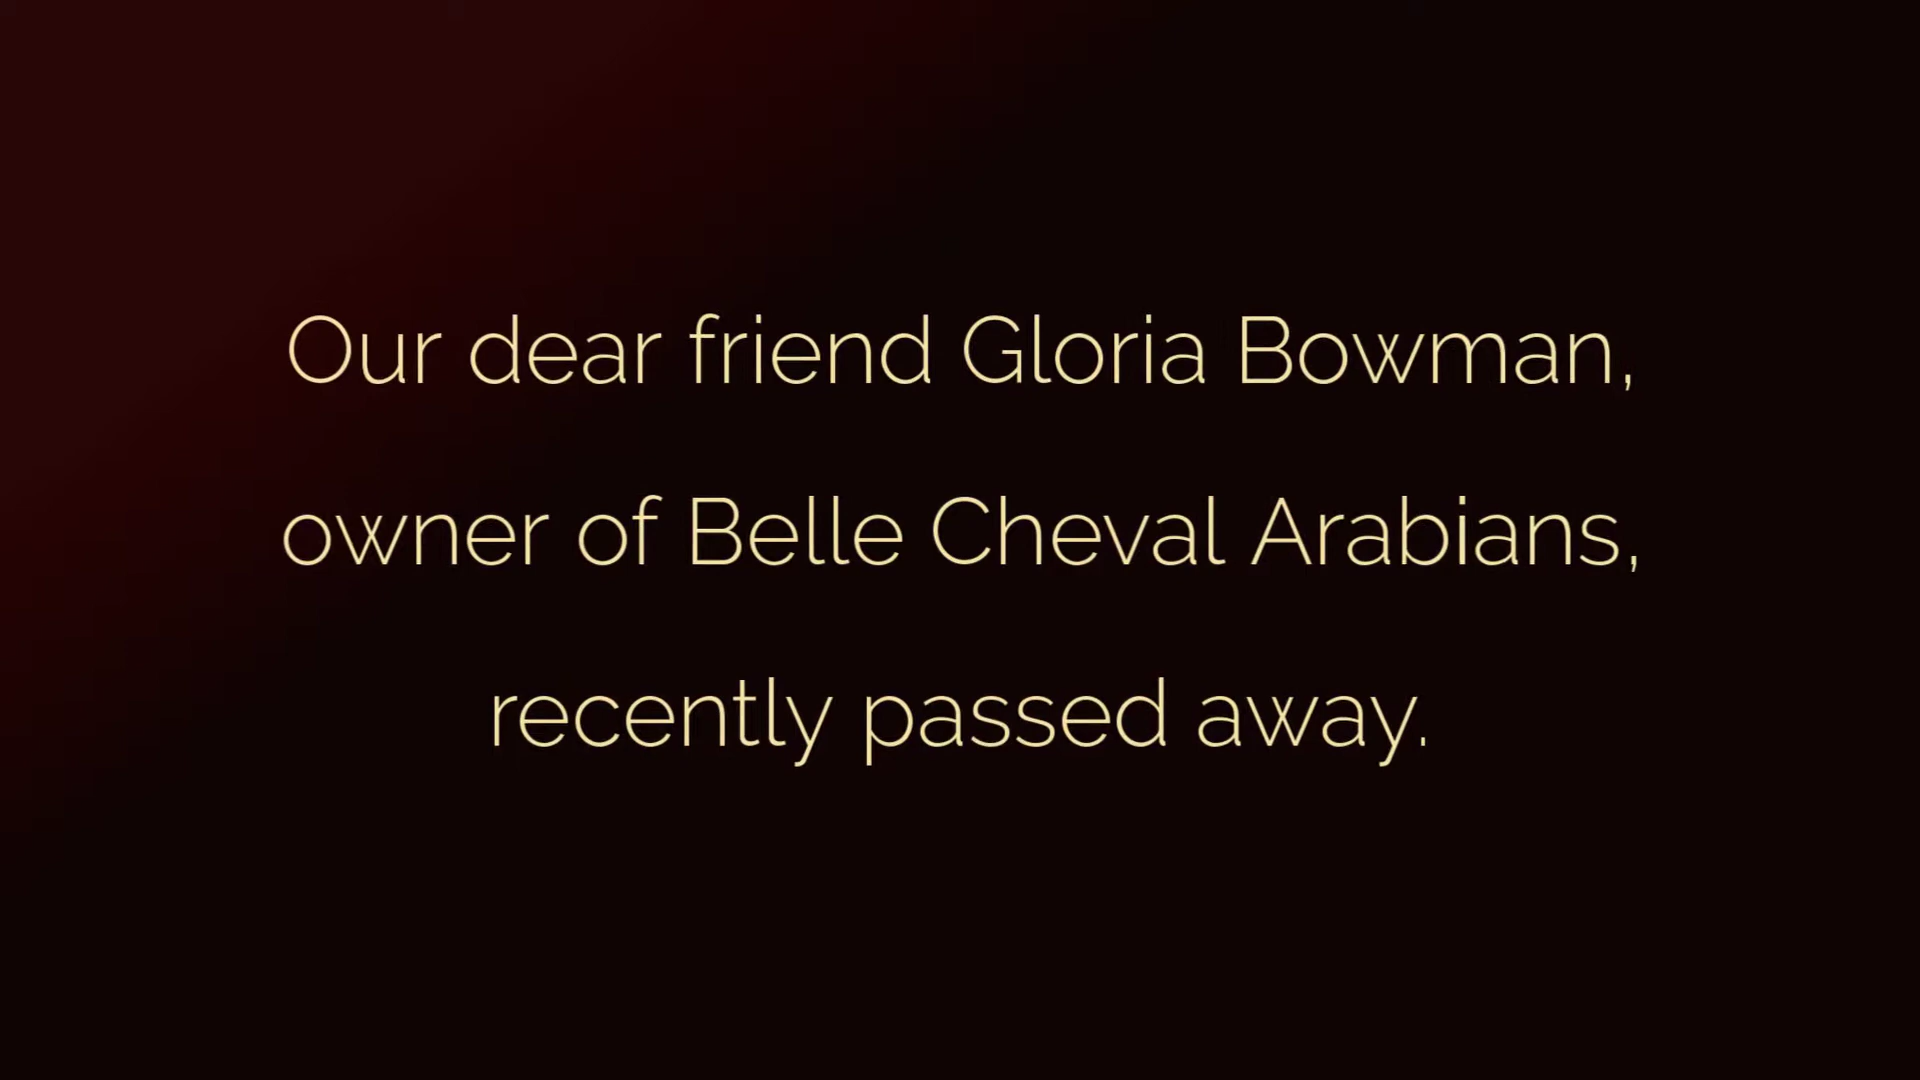 Our dear friend Gloria Bowman,
owner of Belle Cheval Arabians,
recently passed away.